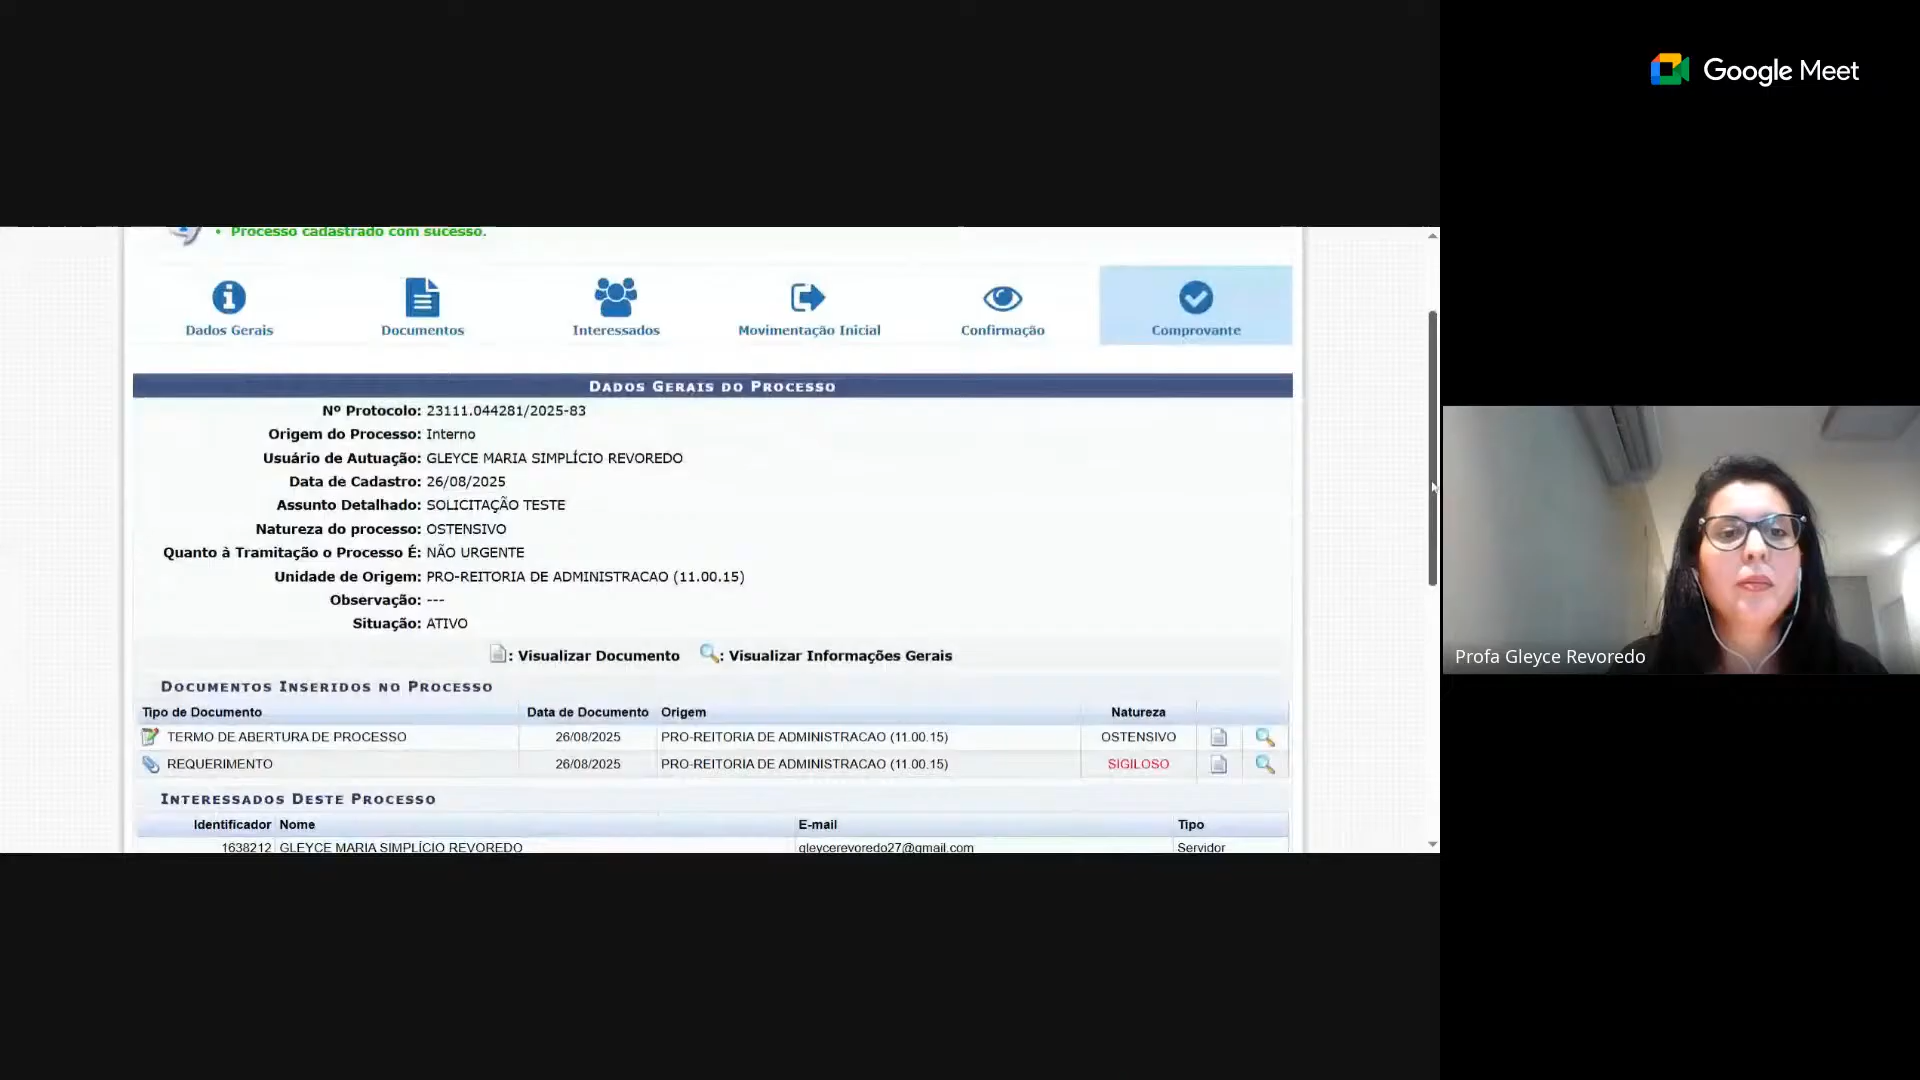 Google Meet
• Processo cadastrado com sucesso.
Dados Gerais
Documentos
Interessados
Movimentação Inicial
Confirmação
Comprovante
DADOS GERAIS DO PROCESSO
Nº Protocolo: 23111.044281/2025-83
Origem do Processo: Interno
Usuário de Autuação: GLEYCE MARIA SIMPLÍCIO REVOREDO
Data de Cadastro: 26/08/2025
Assunto Detalhado: SOLICITAÇÃO TESTE
Natureza do processo: OSTENSIVO
Quanto à Tramitação o Processo É: NÃO URGENTE
Unidade de Origem: PRO-REITORIA DE ADMINISTRACAO (11.00.15)
Observação: ---
Situação: ATIVO
: Visualizar Documento : Visualizar Informações Gerais
DOCUMENTOS INSERIDOS NO PROCESSO
Tipo de Documento Data de Documento Origem Natureza
TERMO DE ABERTURA DE PROCESSO 26/08/2025 PRO-REITORIA DE ADMINISTRACAO (11.00.15) OSTENSIVO
REQUERIMENTO 26/08/2025 PRO-REITORIA DE ADMINISTRACAO (11.00.15) SIGILOSO
INTERESSADOS DESTE PROCESSO
Identificador Nome E-mail Tipo
1638212 GLEYCE MARIA SIMPLÍCIO REVOREDO gleycerevoredo27@gmail.com Servidor
Profa Gleyce Revoredo